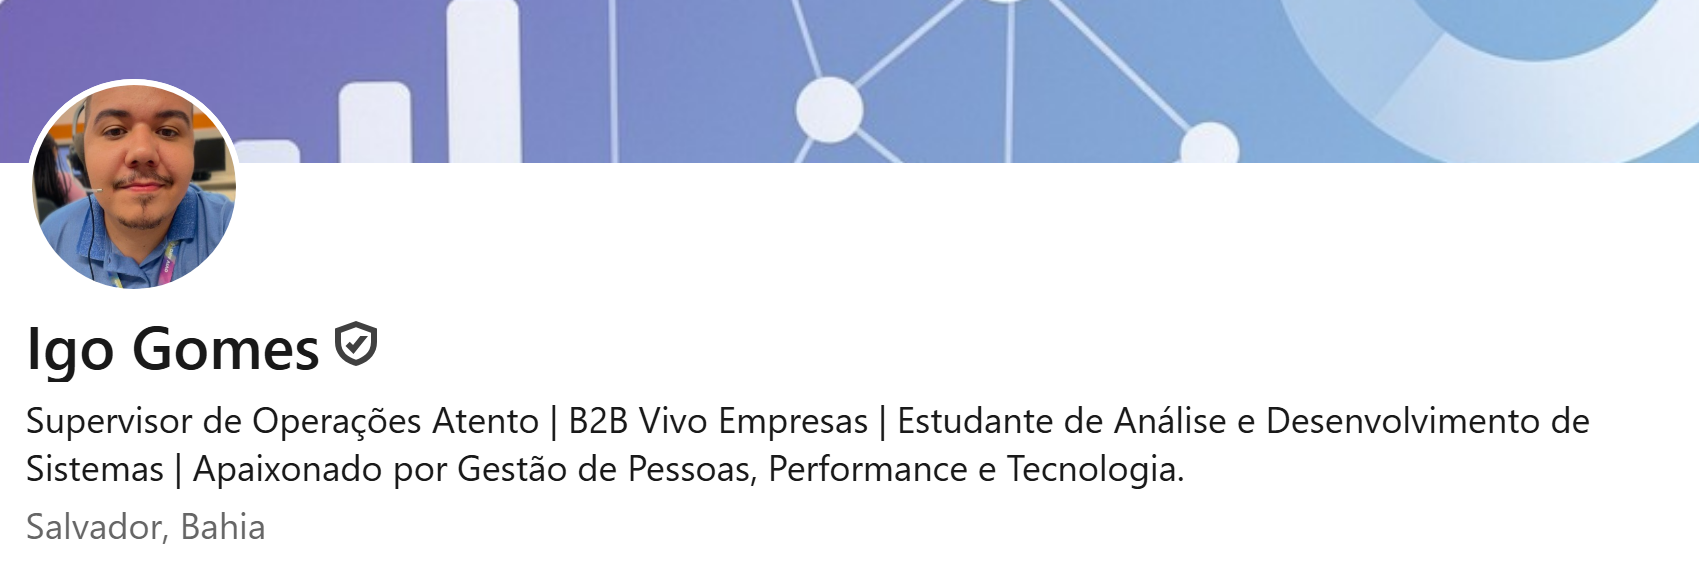 Igo Gomes
Supervisor de Operações Atento | B2B Vivo Empresas | Estudante de Análise e Desenvolvimento de
Sistemas | Apaixonado por Gestão de Pessoas, Performance e Tecnologia.
Salvador, Bahia